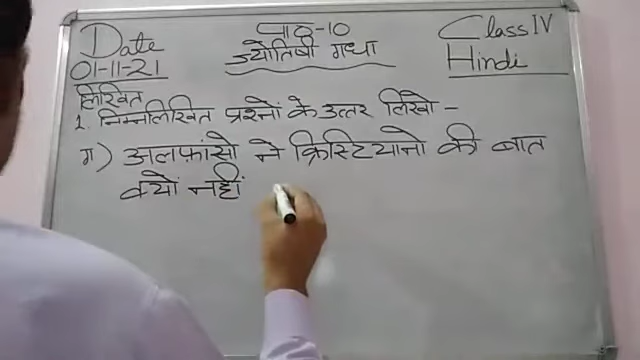 Date
01-11-21
पाठ-10
ज्योतिषी गधा
Class IV
Hindi
लिखित
1. निम्नलिखित प्रश्नों के उत्तर लिखो -
ग) अलफांसो ने क्रिस्टियानो की बात
क्यों नहीं